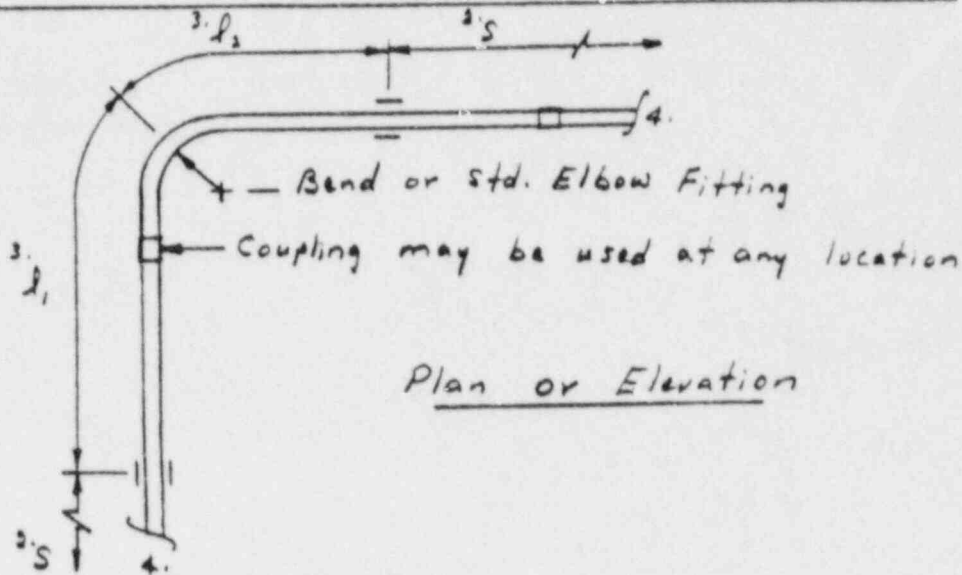 3. l₂
2. S
4.
Bend or Std. Elbow Fitting
Coupling may be used at any location
3. l₁
Plan or Elevation
2. S
4.